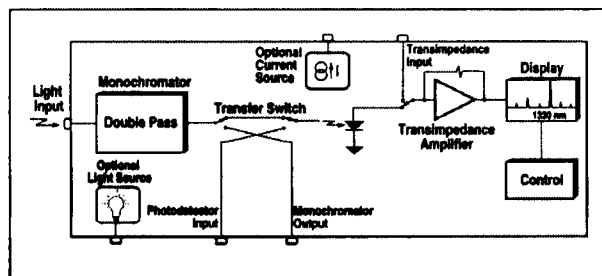 Optional
Current
Source
Transimpedance
Input
Display
Light
Input
Monochromator
Double Pass
Transfer Switch
1330 nm
Transimpedance
Amplifier
Optional
Light Source
Control
Photodetector
Input
Monochromator
Output